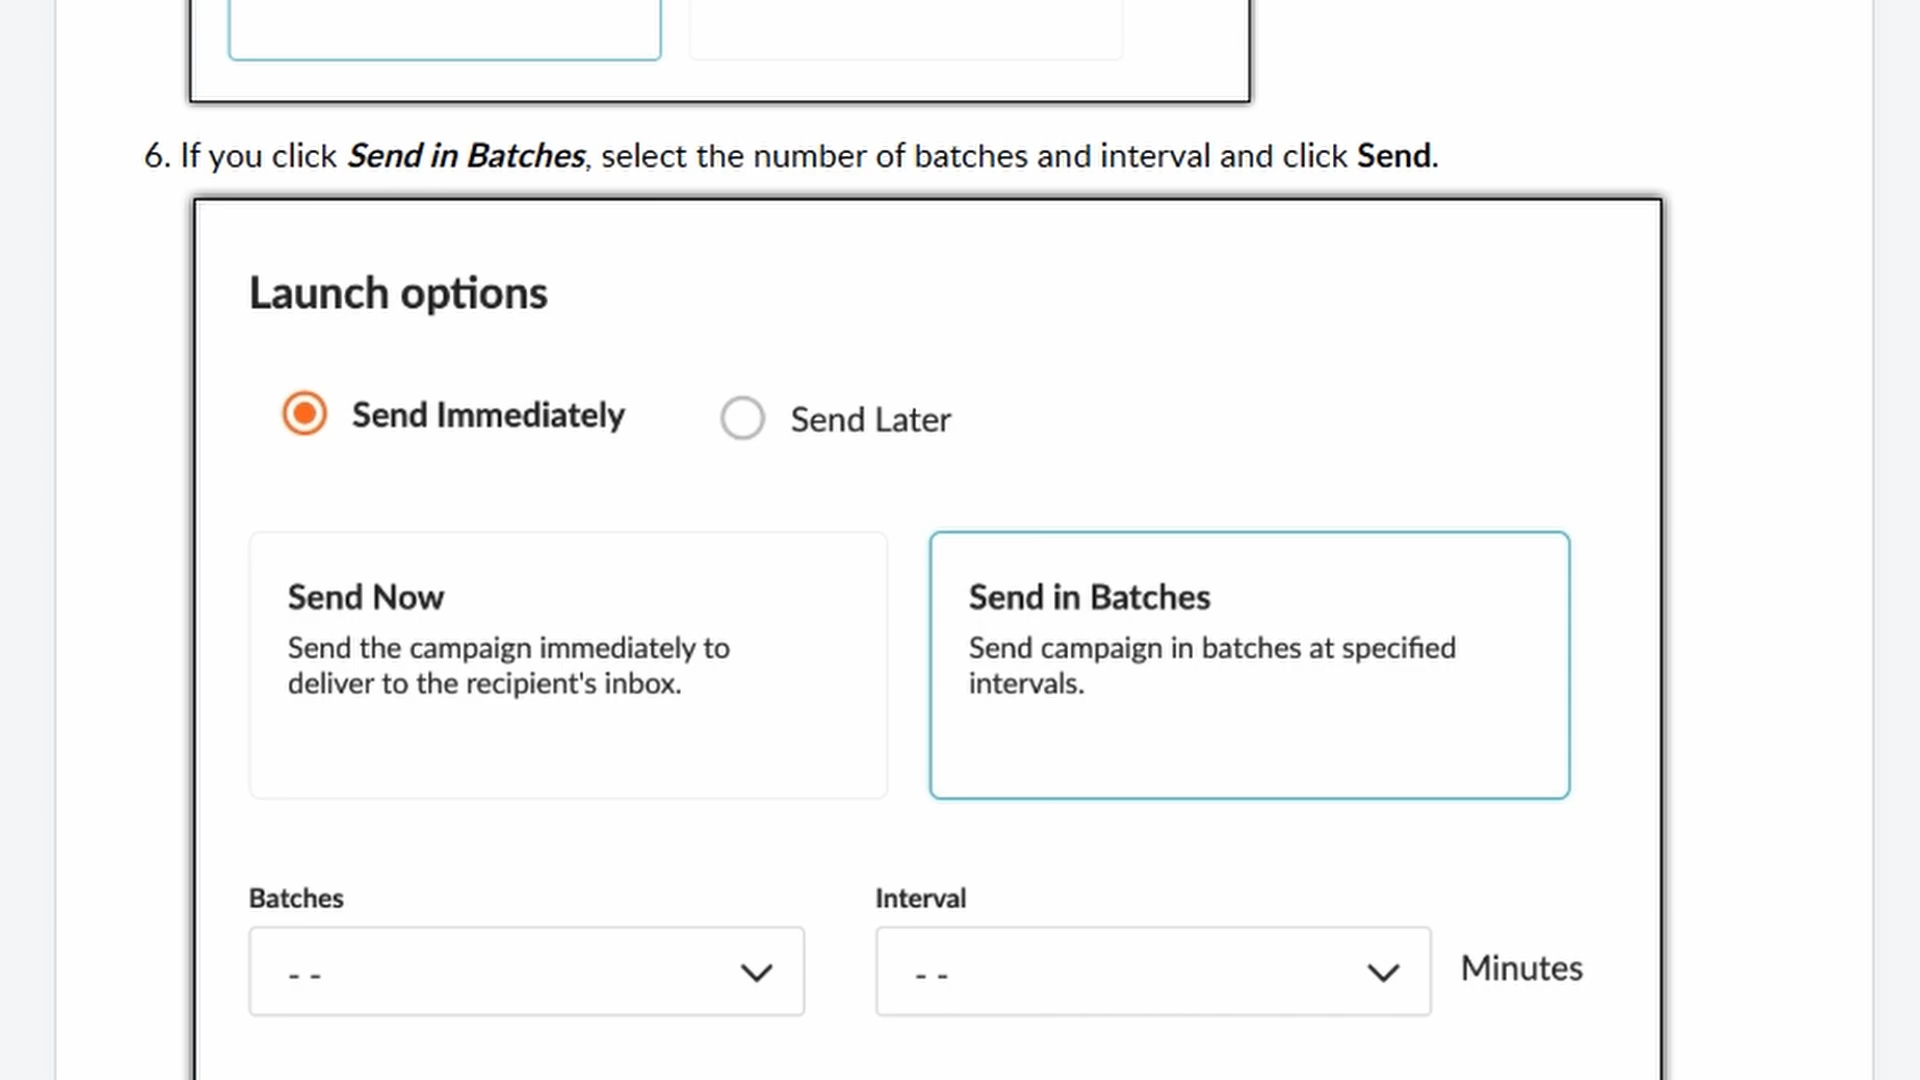 6. If you click Send in Batches, select the number of batches and interval and click Send.
Launch options
Send Immediately
Send Later
Send Now
Send the campaign immediately to
deliver to the recipient's inbox.
Send in Batches
Send campaign in batches at specified
intervals.
Batches
Interval
- -
- -
Minutes